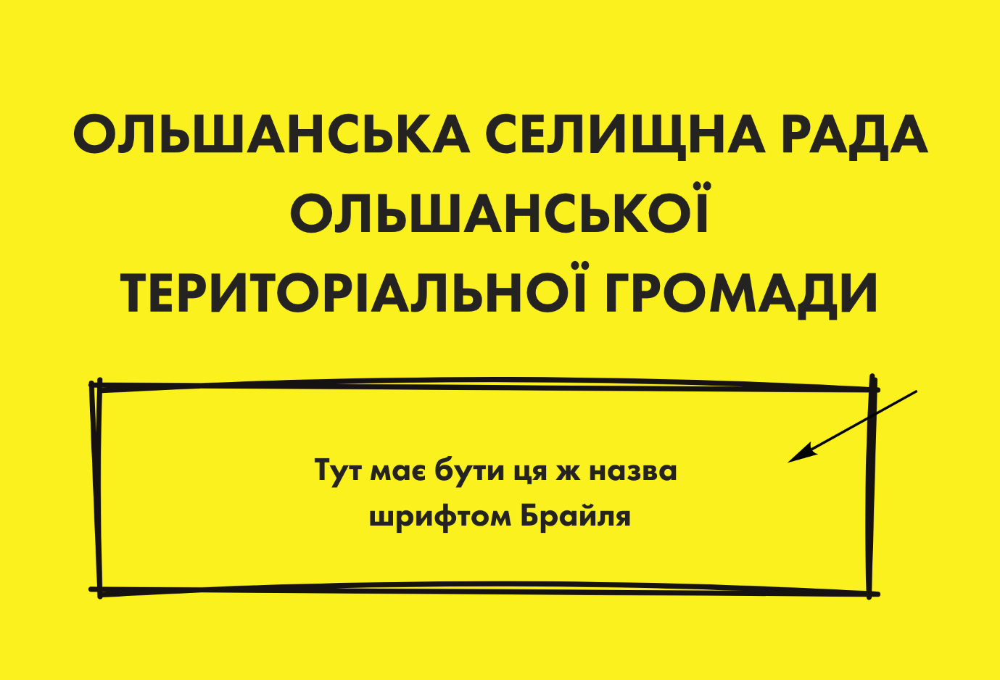 ОЛЬШАНСЬКА СЕЛИЩНА РАДА
ОЛЬШАНСЬКОЇ
ТЕРИТОРІАЛЬНОЇ ГРОМАДИ
Тут має бути ця ж назва
шрифтом Брайля